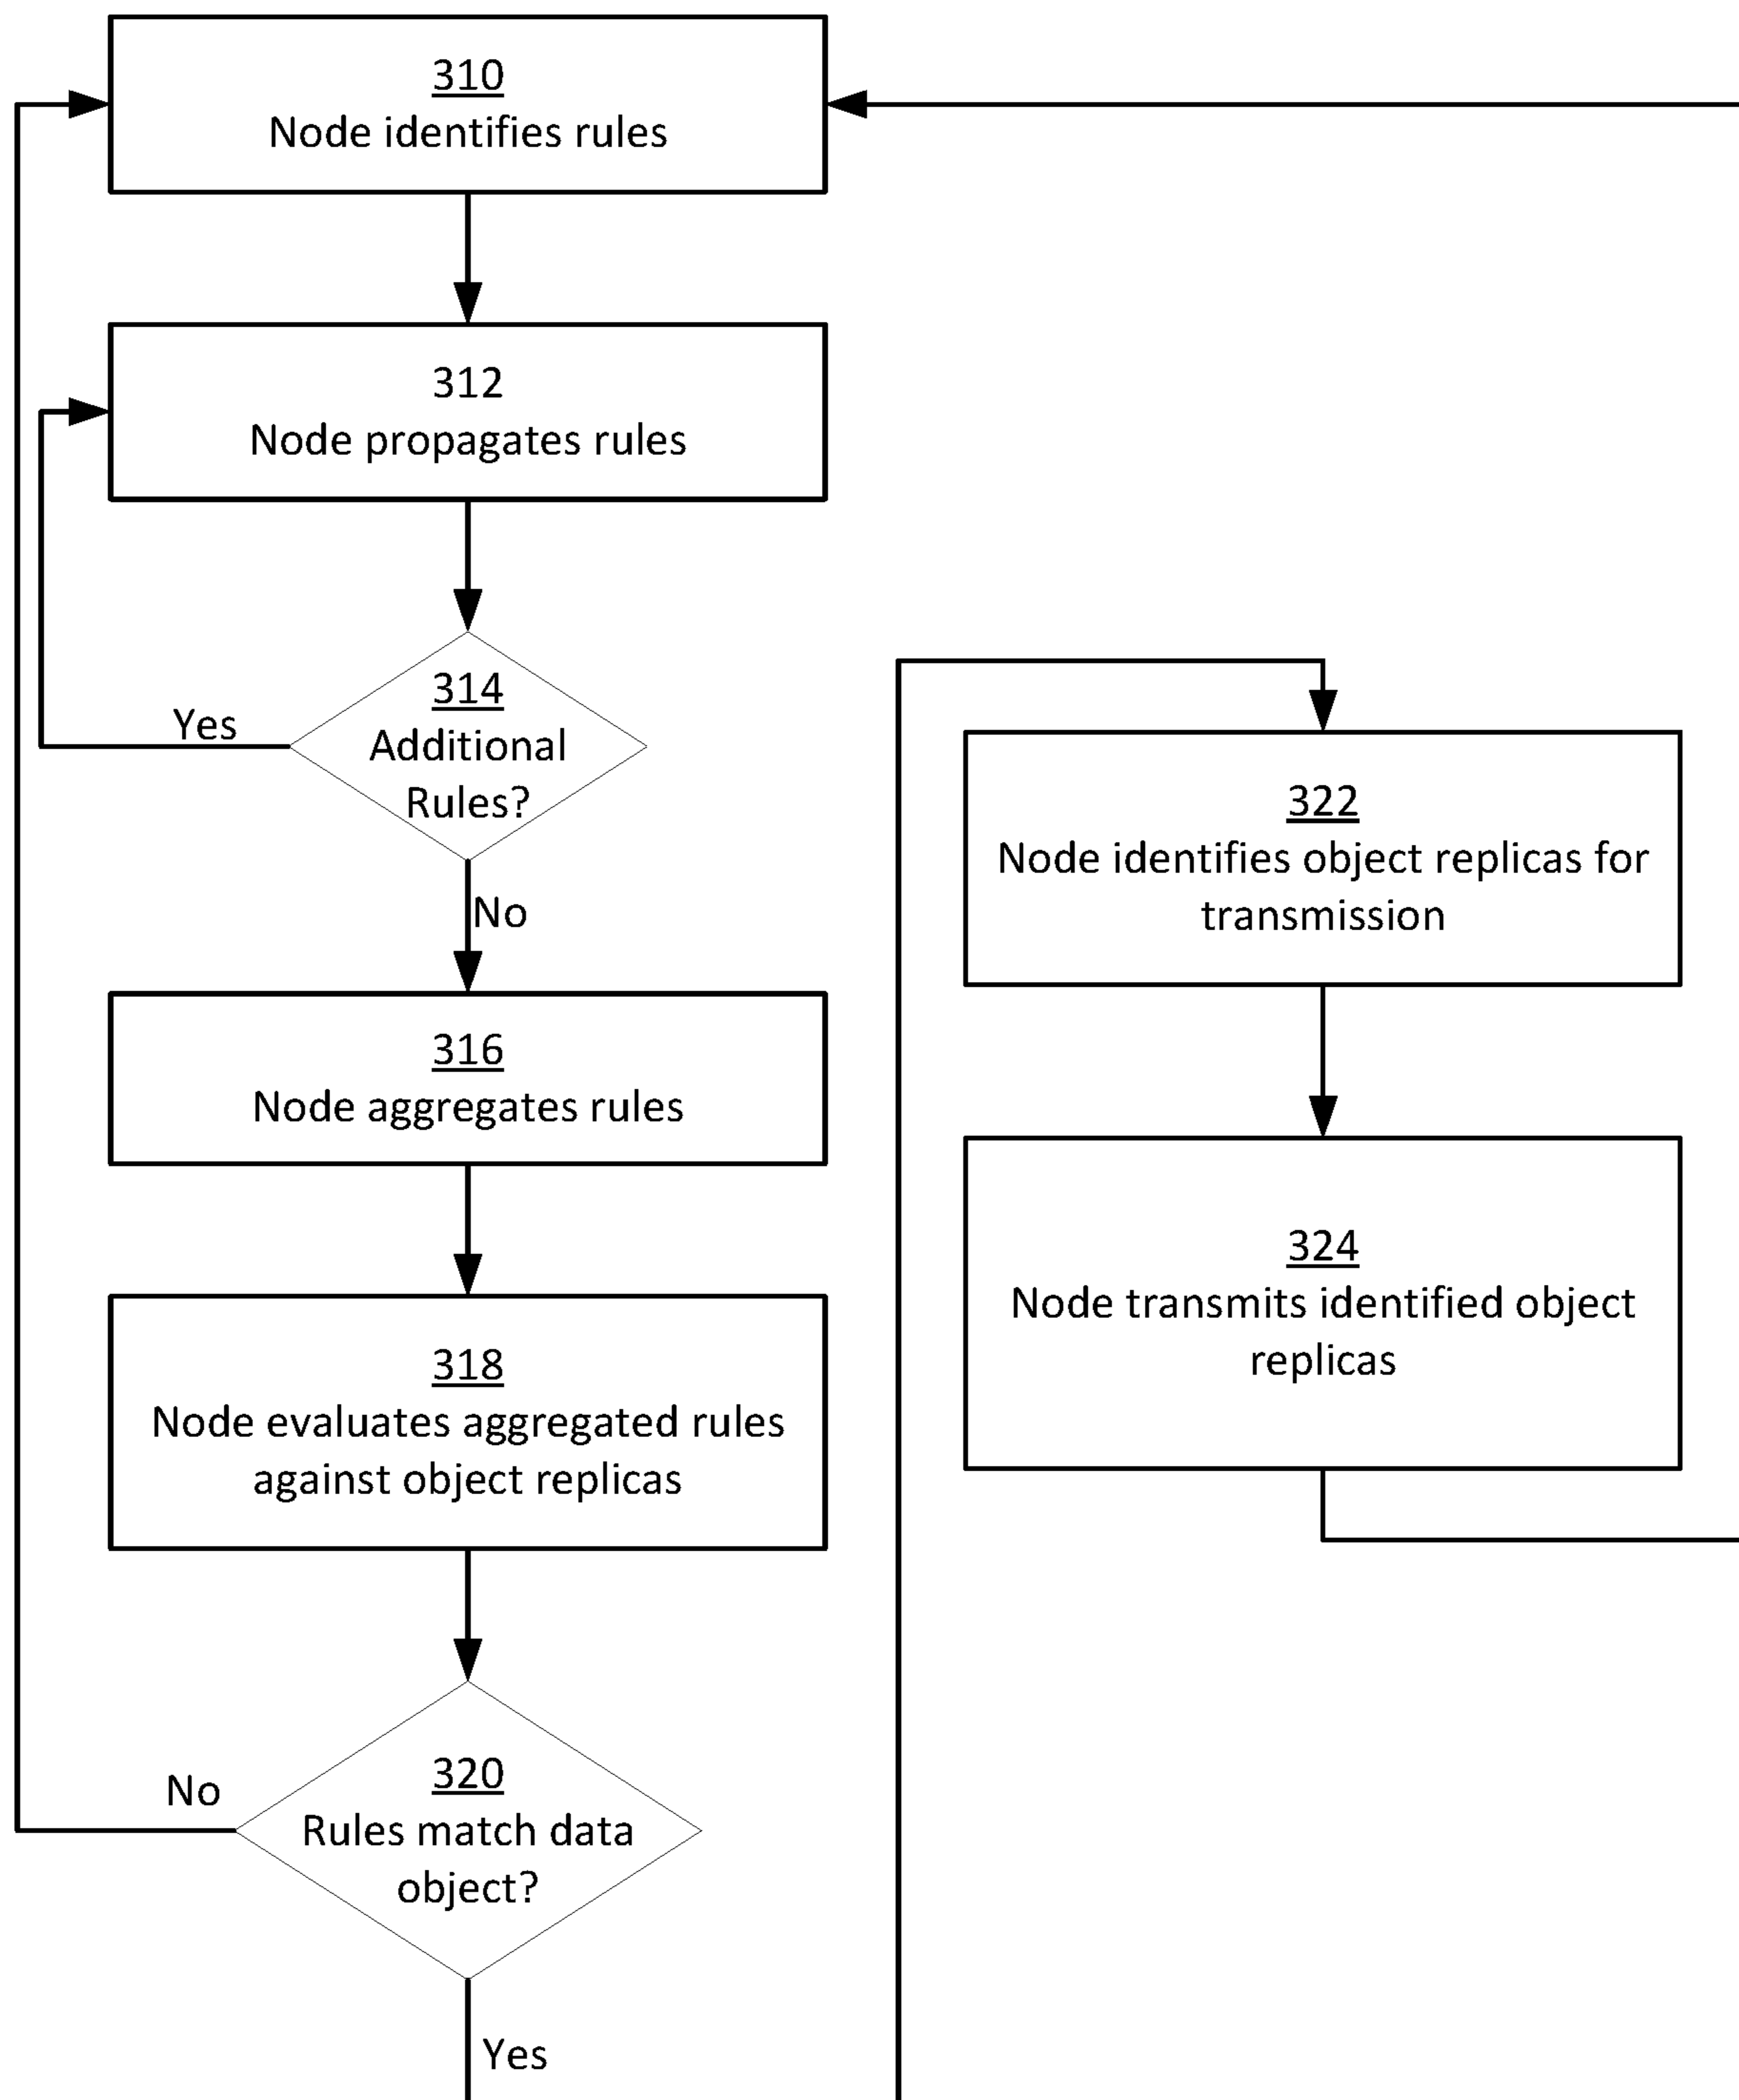 310
Node identifies rules
312
Node propagates rules
314
Additional
Rules?
Yes
No
316
Node aggregates rules
318
Node evaluates aggregated rules
against object replicas
320
Rules match data
object?
No
Yes
322
Node identifies object replicas for
transmission
324
Node transmits identified object
replicas